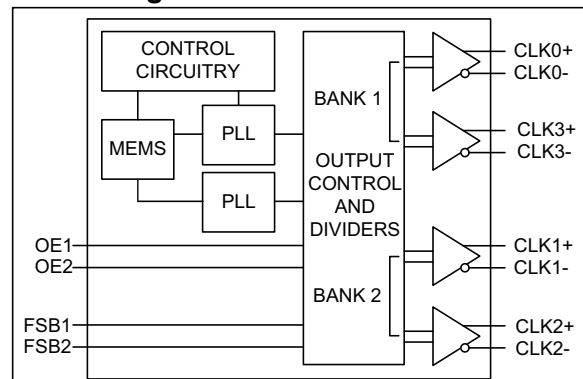 CONTROL
CIRCUITRY
MEMS
PLL
PLL
BANK 1
OUTPUT
CONTROL
AND
DIVIDERS
BANK 2
OE1
OE2
FSB1
FSB2
CLK0+
CLK0-
CLK3+
CLK3-
CLK1+
CLK1-
CLK2+
CLK2-